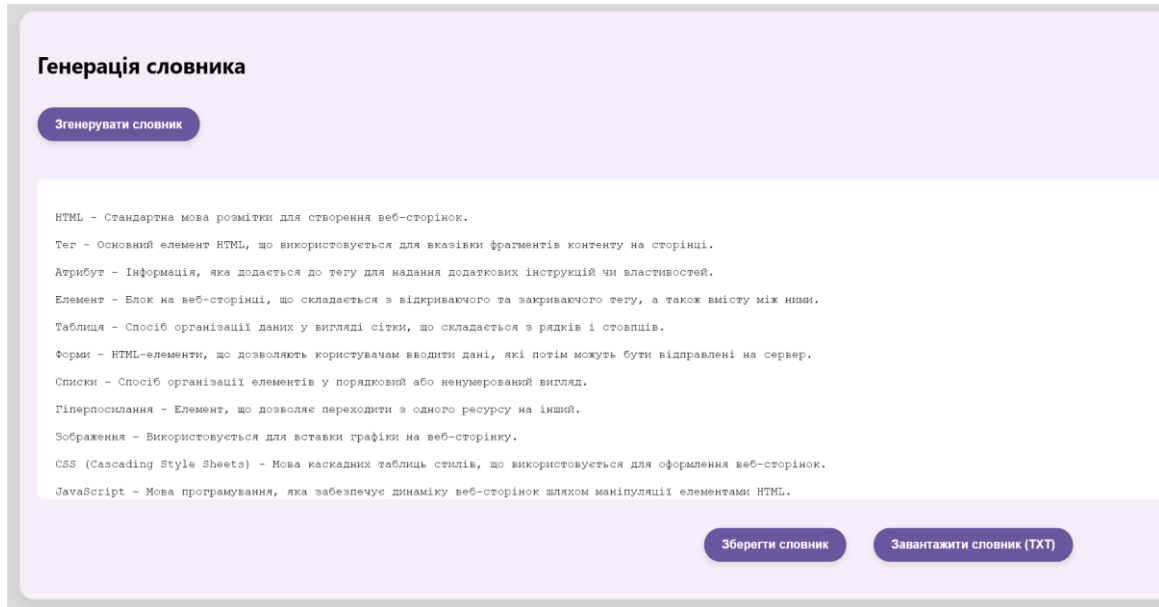 Генерація словника
Згенерувати словник
HTML - Стандартна мова розмітки для створення веб-сторінок.
Тег - Основний елемент HTML, що використовується для вказівки фрагментів контенту на сторінці.
Атрибут - Інформація, яка додається до тегу для надання додаткових інструкцій чи властивостей.
Елемент - Блок на веб-сторінці, що складається з відкриваючого та закриваючого тегу, а також вмісту між ними.
Таблиця - Спосіб організації даних у вигляді сітки, що складається з рядків і стовпців.
Форми - HTML-елементи, що дозволяють користувачам вводити дані, які потім можуть бути відправлені на сервер.
Списки - Спосіб організації елементів у порядковий або ненумерований вигляд.
Гіперпосилання - Елемент, що дозволяє переходити з одного ресурсу на інший.
Зображення - Використовується для вставки графіки на веб-сторінку.
CSS (Cascading Style Sheets) - Мова каскадних таблиць стилів, що використовується для оформлення веб-сторінок.
JavaScript - Мова програмування, яка забезпечує динаміку веб-сторінок шляхом маніпуляції елементами HTML.
Зберегти словник
Завантажити словник (TXT)